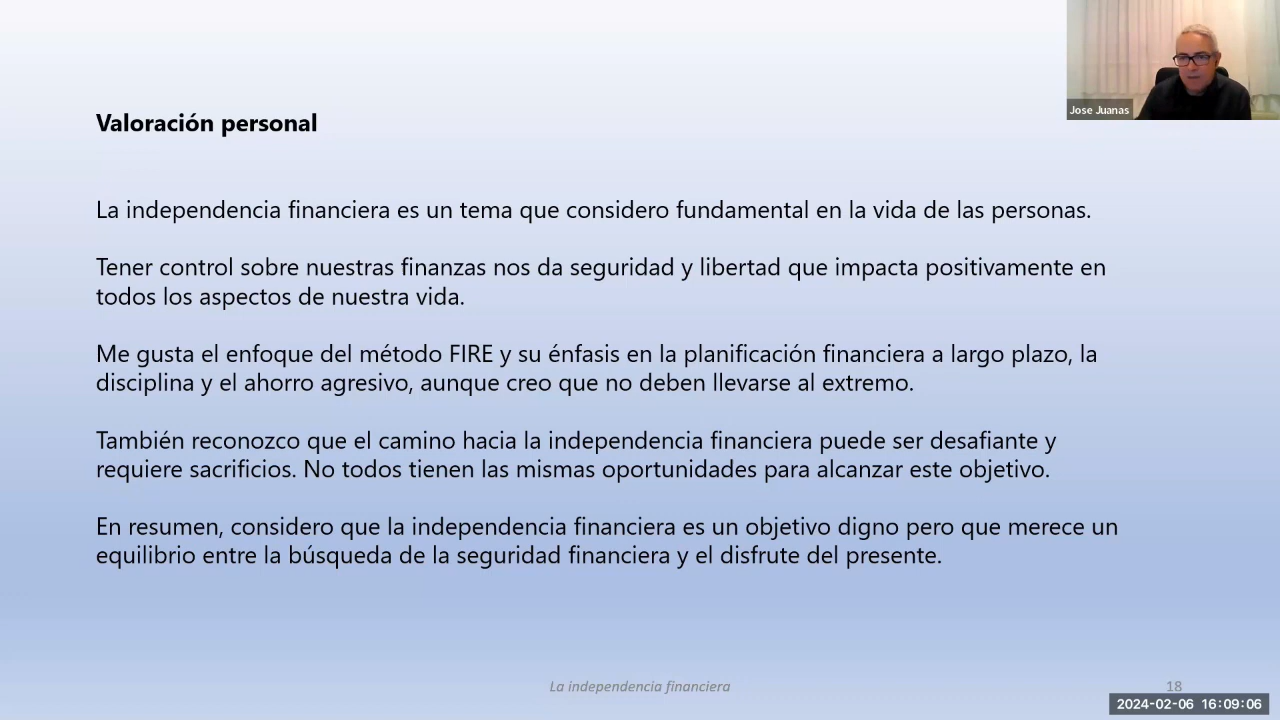 Jose Juanas
Valoración personal
La independencia financiera es un tema que considero fundamental en la vida de las personas.
Tener control sobre nuestras finanzas nos da seguridad y libertad que impacta positivamente en
todos los aspectos de nuestra vida.
Me gusta el enfoque del método FIRE y su énfasis en la planificación financiera a largo plazo, la
disciplina y el ahorro agresivo, aunque creo que no deben llevarse al extremo.
También reconozco que el camino hacia la independencia financiera puede ser desafiante y
requiere sacrificios. No todos tienen las mismas oportunidades para alcanzar este objetivo.
En resumen, considero que la independencia financiera es un objetivo digno pero que merece un
equilibrio entre la búsqueda de la seguridad financiera y el disfrute del presente.
La independencia financiera
18
2024-02-06 16:09:06